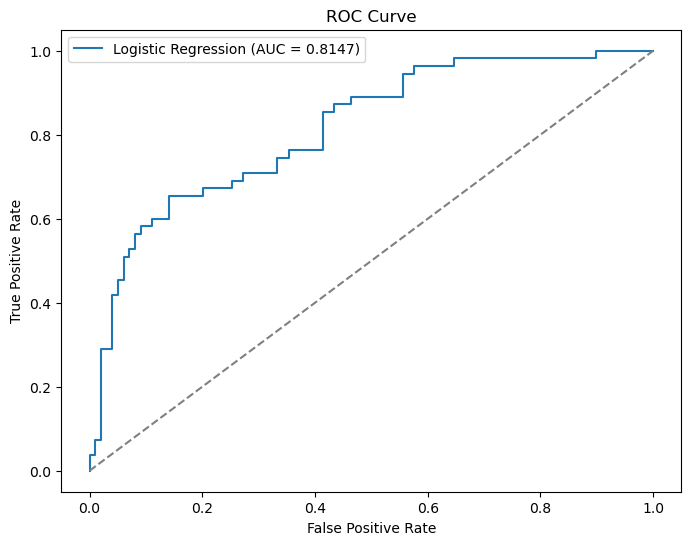 ROC Curve
Logistic Regression (AUC = 0.8147)
1.0
0.8
0.6
0.4
0.2
0.0
True Positive Rate
0.0 0.2 0.4 0.6 0.8 1.0
False Positive Rate